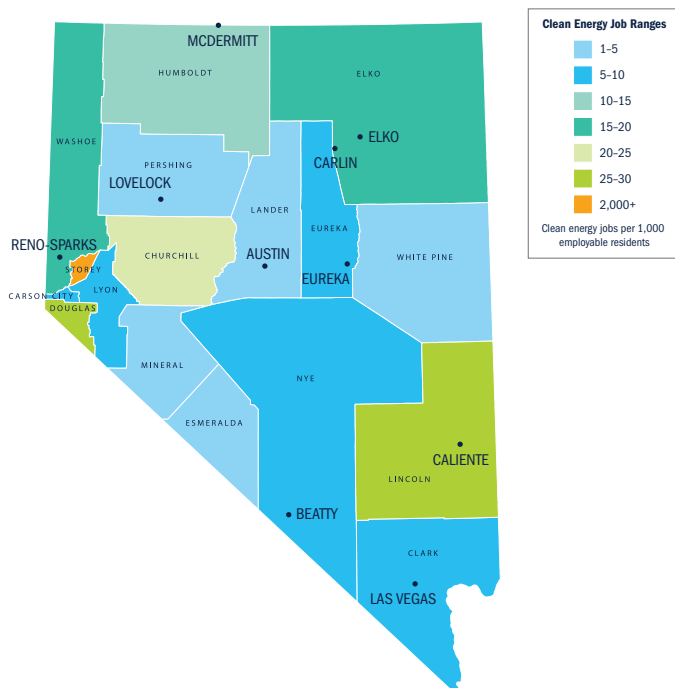 Clean Energy Job Ranges
1–5
5–10
10–15
15–20
20–25
25–30
2,000+
Clean energy jobs per 1,000
employable residents
MCDERMITT
HUMBOLDT
ELKO
WASHOE
ELKO
CARLIN
PERSHING
LOVELOCK
LANDER
EUREKA
RENO-SPARKS
CHURCHILL
AUSTIN
WHITE PINE
STOREY
EUREKA
LYON
CARSON CITY
DOUGLAS
MINERAL
NYE
ESMERALDA
CALIENTE
LINCOLN
BEATTY
CLARK
LAS VEGAS